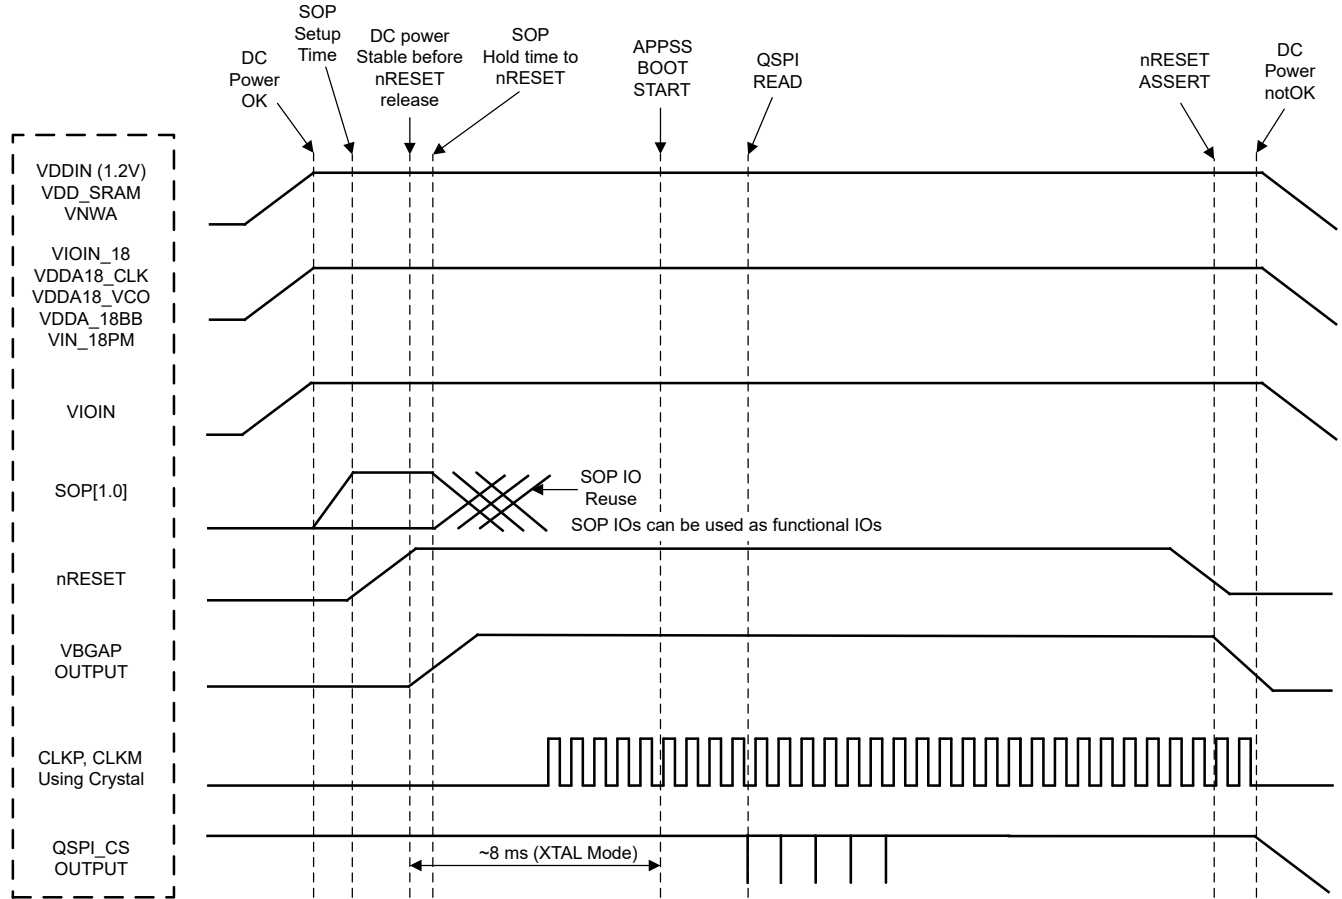 SOP
Setup
Time
DC
Power
OK
DC power
Stable before
nRESET
release
SOP
Hold time to
nRESET
APPSS
BOOT
START
QSPI
READ
nRESET
ASSERT
DC
Power
notOK
VDDIN (1.2V)
VDD_SRAM
VNWA
VIOIN_18
VDDA18_CLK
VDDA18_VCO
VDDA_18BB
VIN_18PM
VIOIN
SOP[1.0]
SOP IO
Reuse
SOP IOs can be used as functional IOs
nRESET
VBGAP
OUTPUT
CLKP, CLKM
Using Crystal
QSPI_CS
OUTPUT
~8 ms (XTAL Mode)